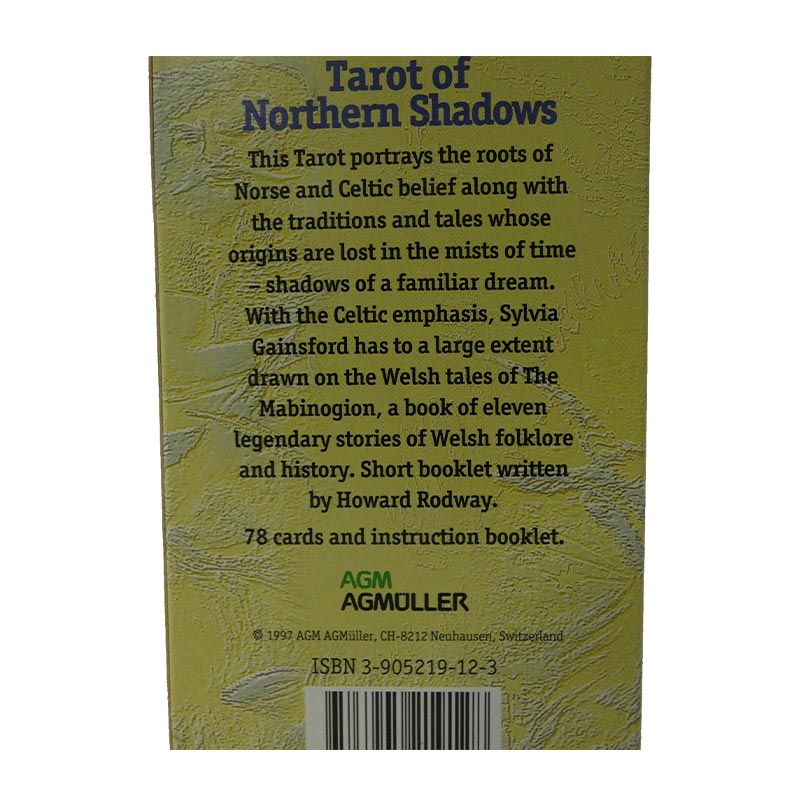 Tarot of
Northern Shadows
This Tarot portrays the roots of
Norse and Celtic belief along with
the traditions and tales whose
origins are lost in the mists of time
– shadows of a familiar dream.
With the Celtic emphasis, Sylvia
Gainsford has to a large extent
drawn on the Welsh tales of The
Mabinogion, a book of eleven
legendary stories of Welsh folklore
and history. Short booklet written
by Howard Rodway.
78 cards and instruction booklet.
AGM
AGMÜLLER
© 1997 AGM AGMüller, CH-8212 Neuhausen, Switzerland
ISBN 3-905219-12-3